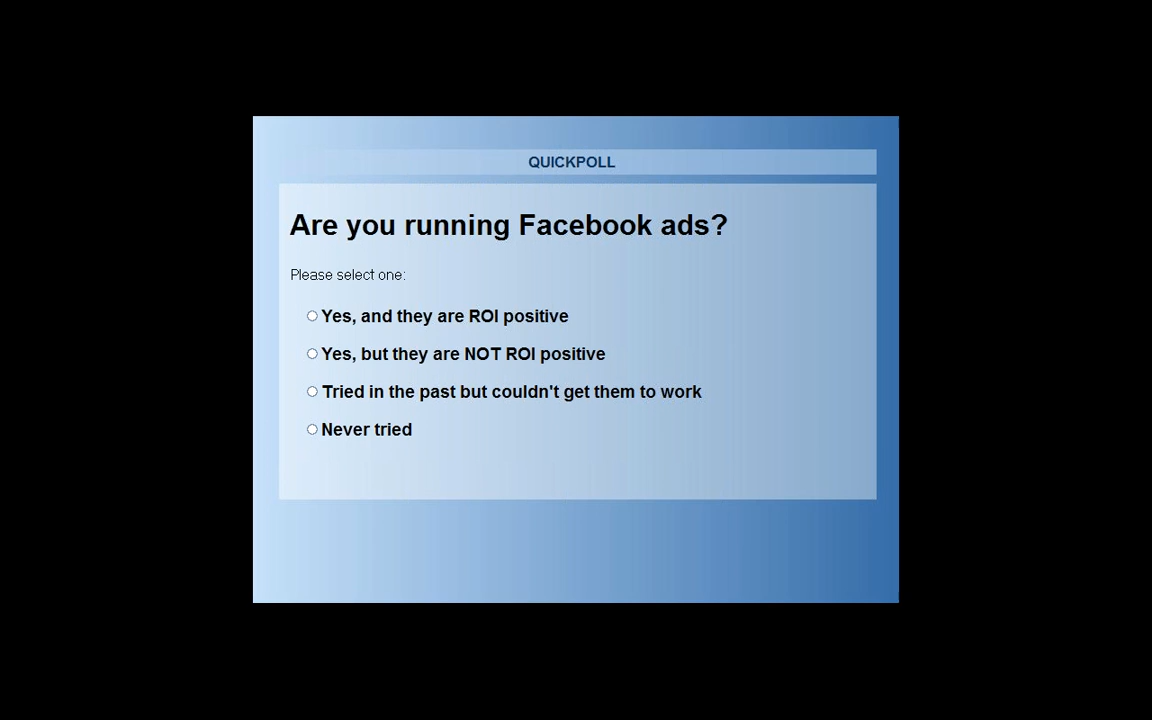 QUICKPOLL
Are you running Facebook ads?
Please select one:
Yes, and they are ROI positive
Yes, but they are NOT ROI positive
Tried in the past but couldn't get them to work
Never tried